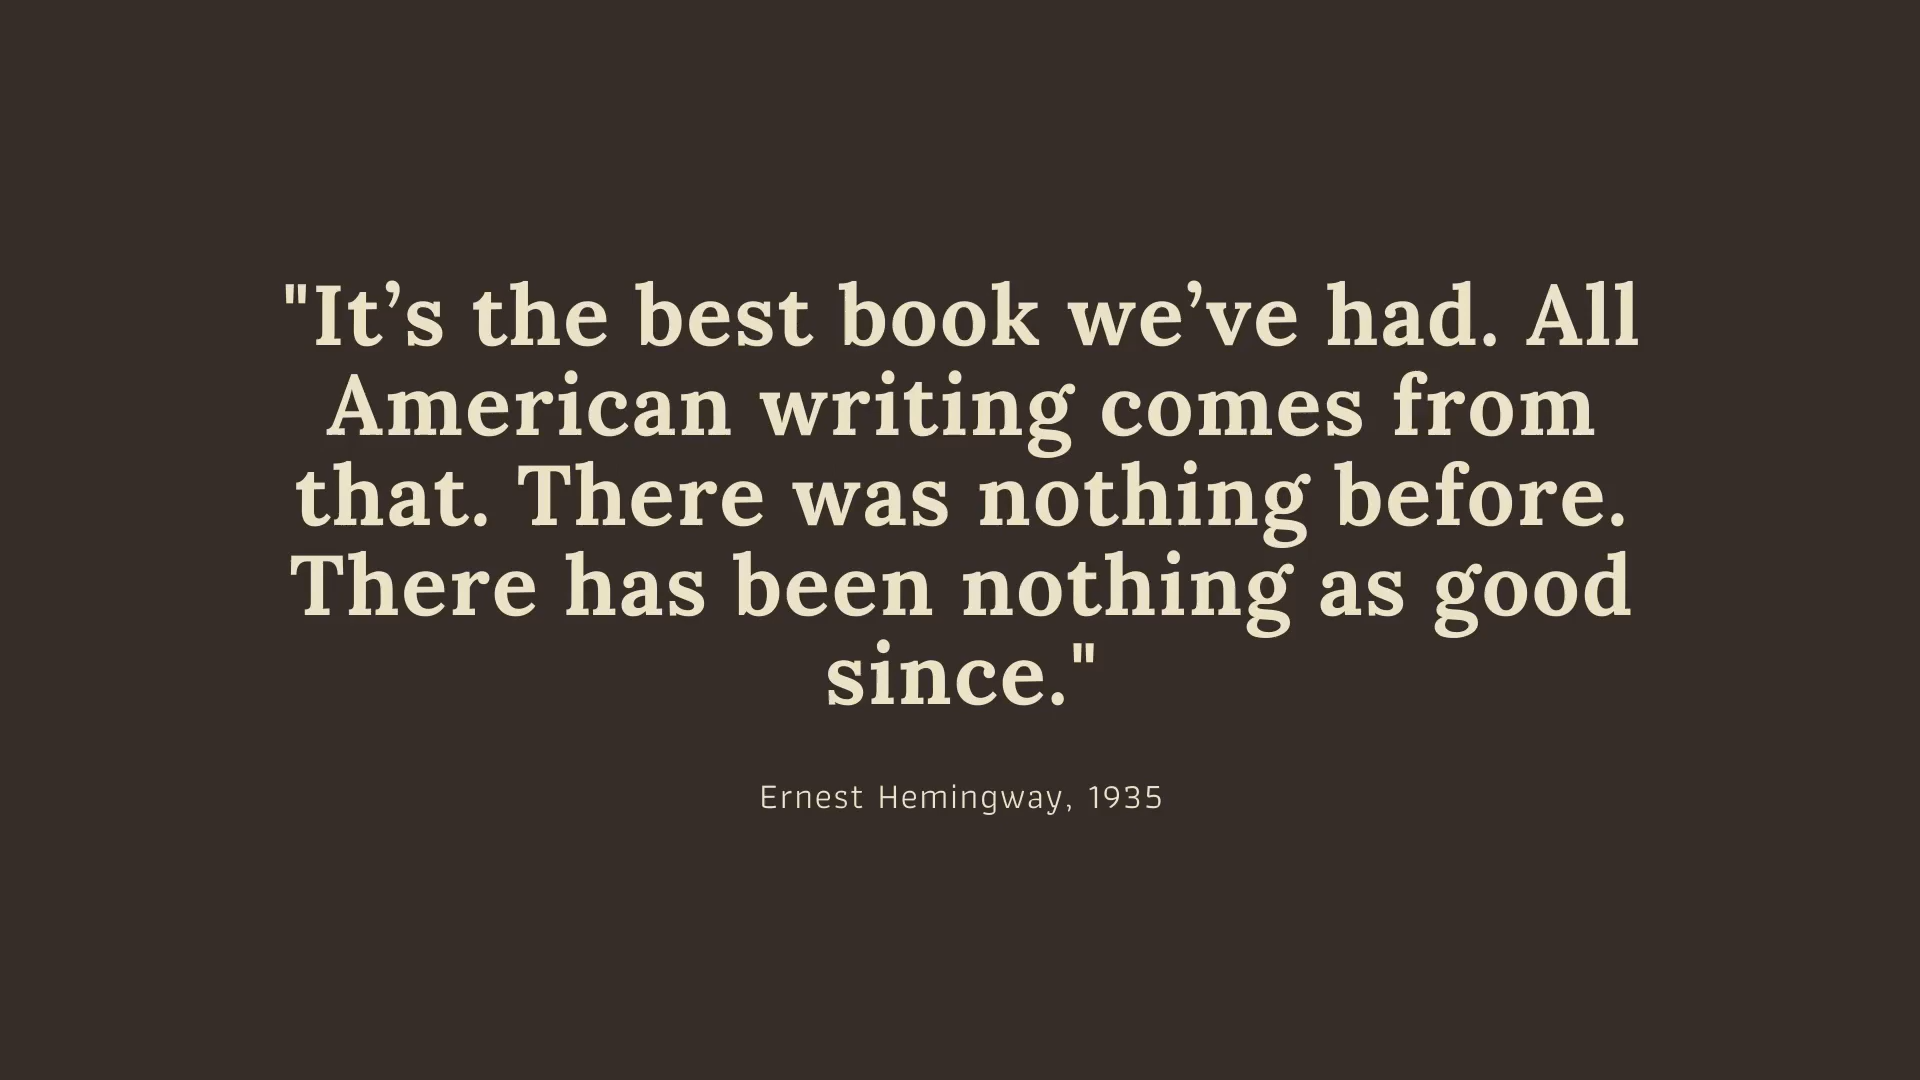 "It’s the best book we’ve had. All
American writing comes from
that. There was nothing before.
There has been nothing as good
since."
Ernest Hemingway, 1935